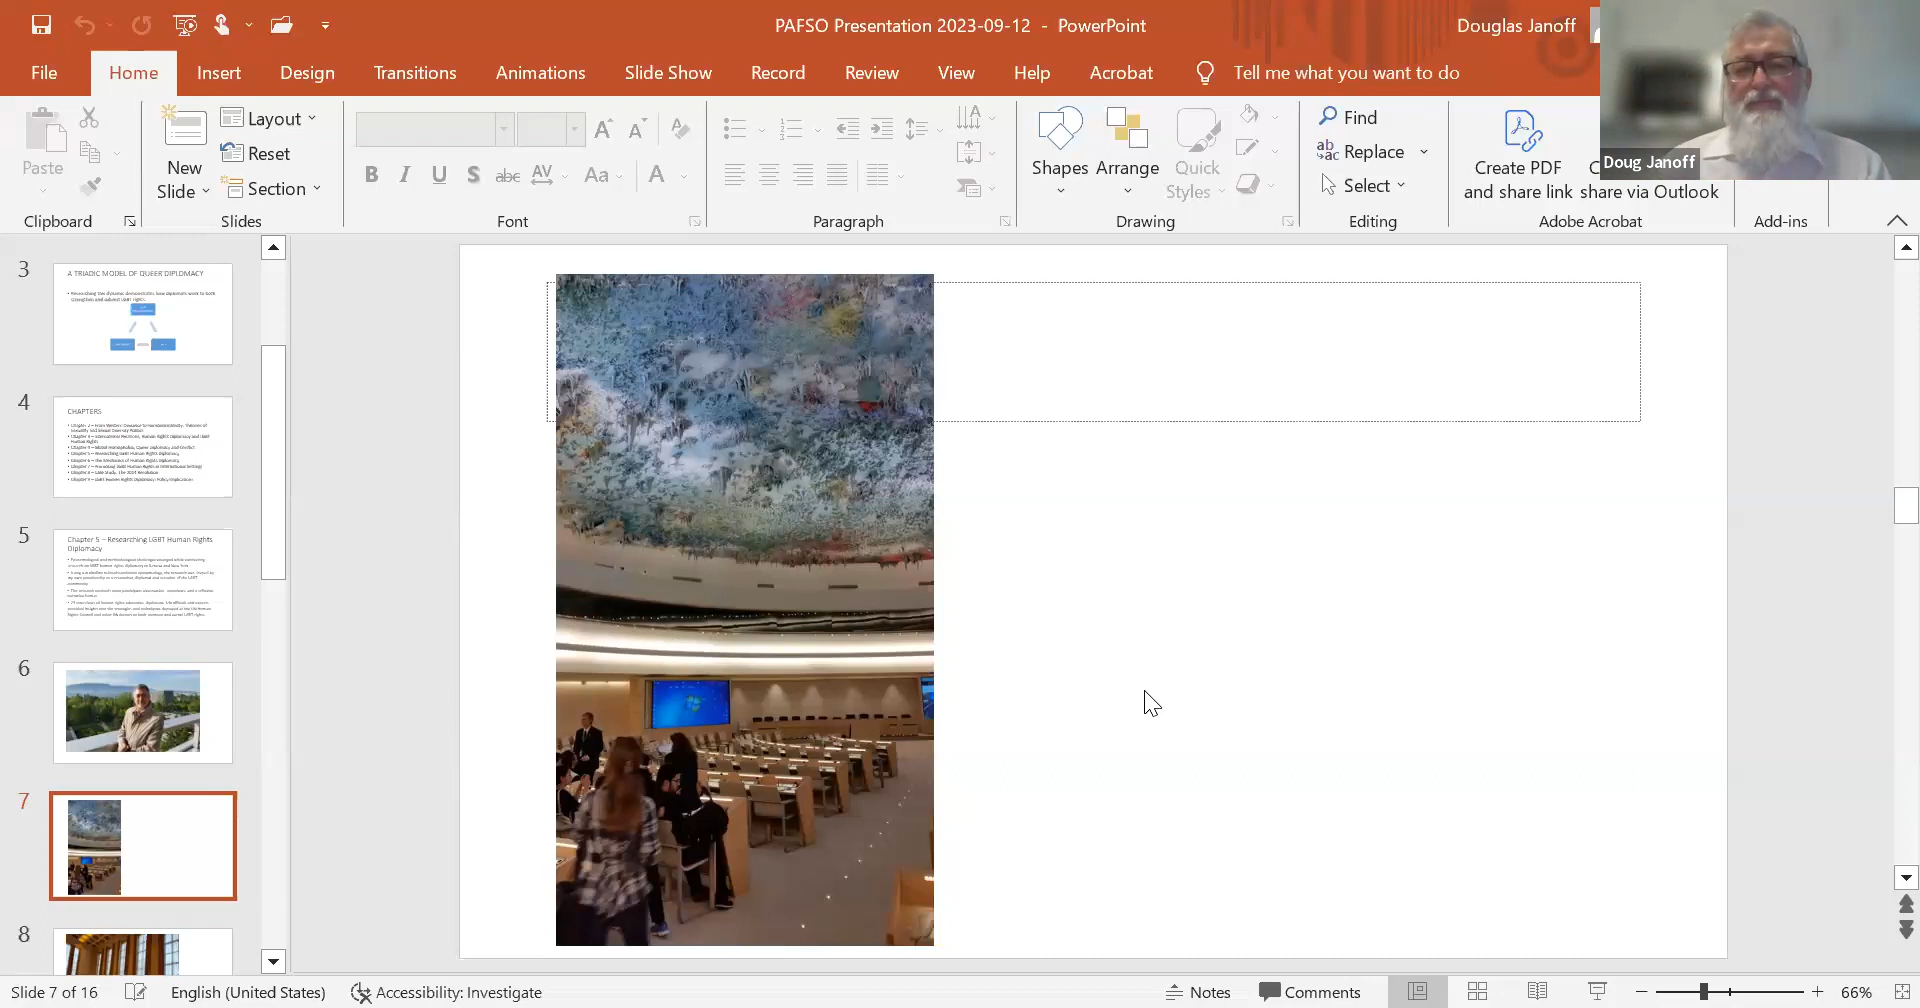 PAFSO Presentation 2023-09-12 - PowerPoint
Douglas Janoff
File Home Insert Design Transitions Animations Slide Show Record Review View Help Acrobat Tell me what you want to do
Paste
New
Slide
Layout
Reset
Section
Shapes
Arrange
Quick
Styles
Find
Replace
Select
Create PDF
and share link
share via Outlook
Doug Janoff
Clipboard Slides Font Paragraph Drawing Editing Adobe Acrobat Add-ins
3
A TRIADIC MODEL OF QUEER DIPLOMACY
4
CHAPTERS
5
Chapter 5 – Researching LGBT Human Rights
Diplomacy
6
7
8
Slide 7 of 16
English (United States)
Accessibility: Investigate
Notes
Comments
66%